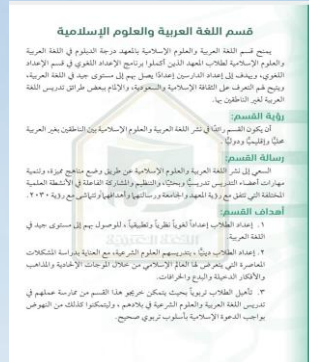 قسم اللغة العربية والعلوم الإسلامية
يمنح قسم اللغة العربية والعلوم الإسلامية بالمعهد درجة الدبلوم في اللغة العربية
والعلوم الإسلامية لطلاب المعهد الذين أكملوا برنامج الإعداد اللغوي في قسم الإعداد
اللغوي، ويهدف إلى إعداد الدارسين إعدادًا يصل بهم إلى مستوى جيد في اللغة العربية،
ويتيح لهم التعرف على الثقافة الإسلامية والسعودية، والإلمام ببعض طرائق تدريس اللغة
العربية لغير الناطقين بها.
رؤية القسم:
أن يكون القسم رائدًا في نشر اللغة العربية والعلوم الإسلامية بين الناطقين بغير العربية
محليًا وإقليميًا ودوليًا.
رسالة القسم:
السعي إلى نشر اللغة العربية والعلوم الإسلامية عن طريق وضع مناهج مميزة، وتنمية
مهارات أعضاء التدريس تدريسيًا وبحثيًا، والتنظيم والمشاركة الفاعلة في الأنشطة العلمية
المختلفة التي تتفق مع رؤية المعهد والجامعة ورسالتها وأهدافها وتتماشى مع رؤية ٢٠٣٠.
أهداف القسم:
١. إعداد الطلاب إعدادًا لغويًا نظريًا وتطبيقيًا، للوصول بهم إلى مستوى جيد في
اللغة العربية.
٢. إعداد الطلاب دينيًا، بتدريسهم العلوم الشرعية، مع العناية بدراسة المشكلات
المعاصرة التي يتعرض لها العالم الإسلامي من خلال الموجات الإلحادية والمذاهب
والأفكار الدخيلة والبدع والخرافات.
٣. تأهيل الطلاب تربويًا بحيث يتمكن خريجو هذا القسم من ممارسة عملهم في
تدريس اللغة العربية والعلوم الشرعية في بلادهم، وليتمكنوا كذلك من النهوض
بواجب الدعوة الإسلامية بأسلوب تربوي صحيح.